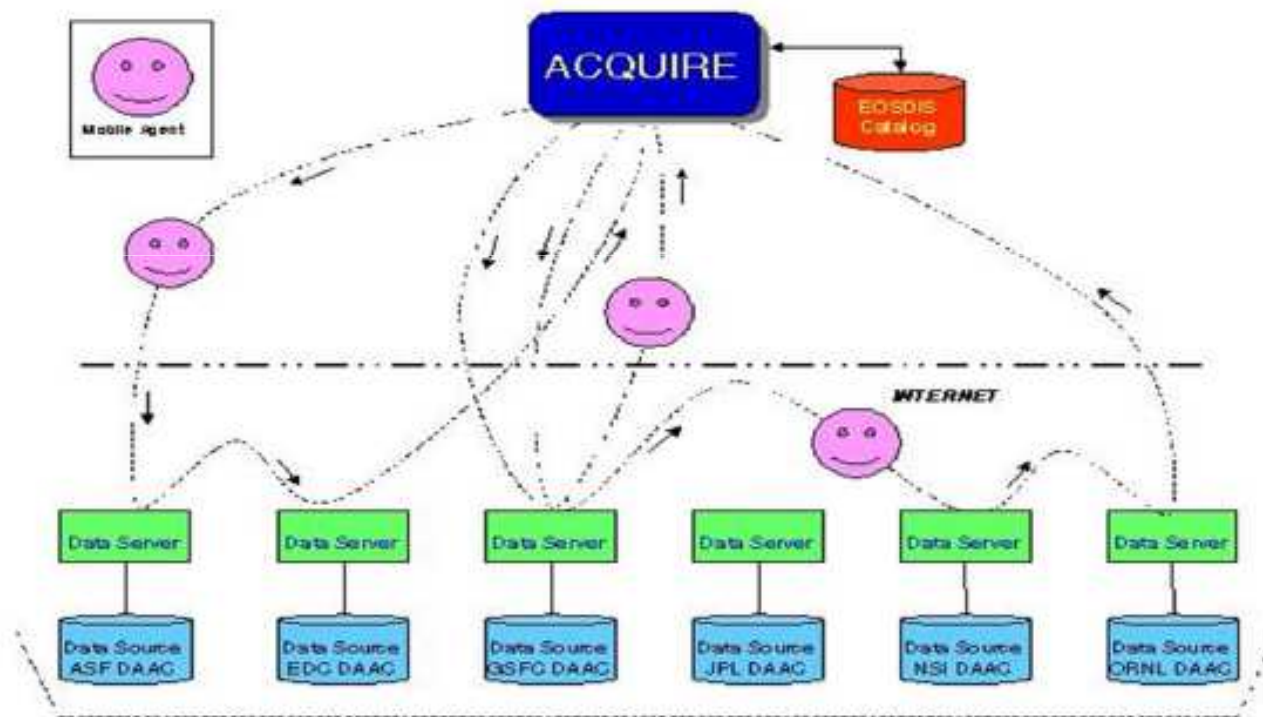 ACQUIRE
EOSDIS
Catalog
Mobile Agent
INTERNET
Data Server
Data Server
Data Server
Data Server
Data Server
Data Server
Data Source
ASF DAAC
Data Source
EDC DAAC
Data Source
GSFC DAAC
Data Source
JPL DAAC
Data Source
NSI DAAC
Data Source
ORNL DAAC